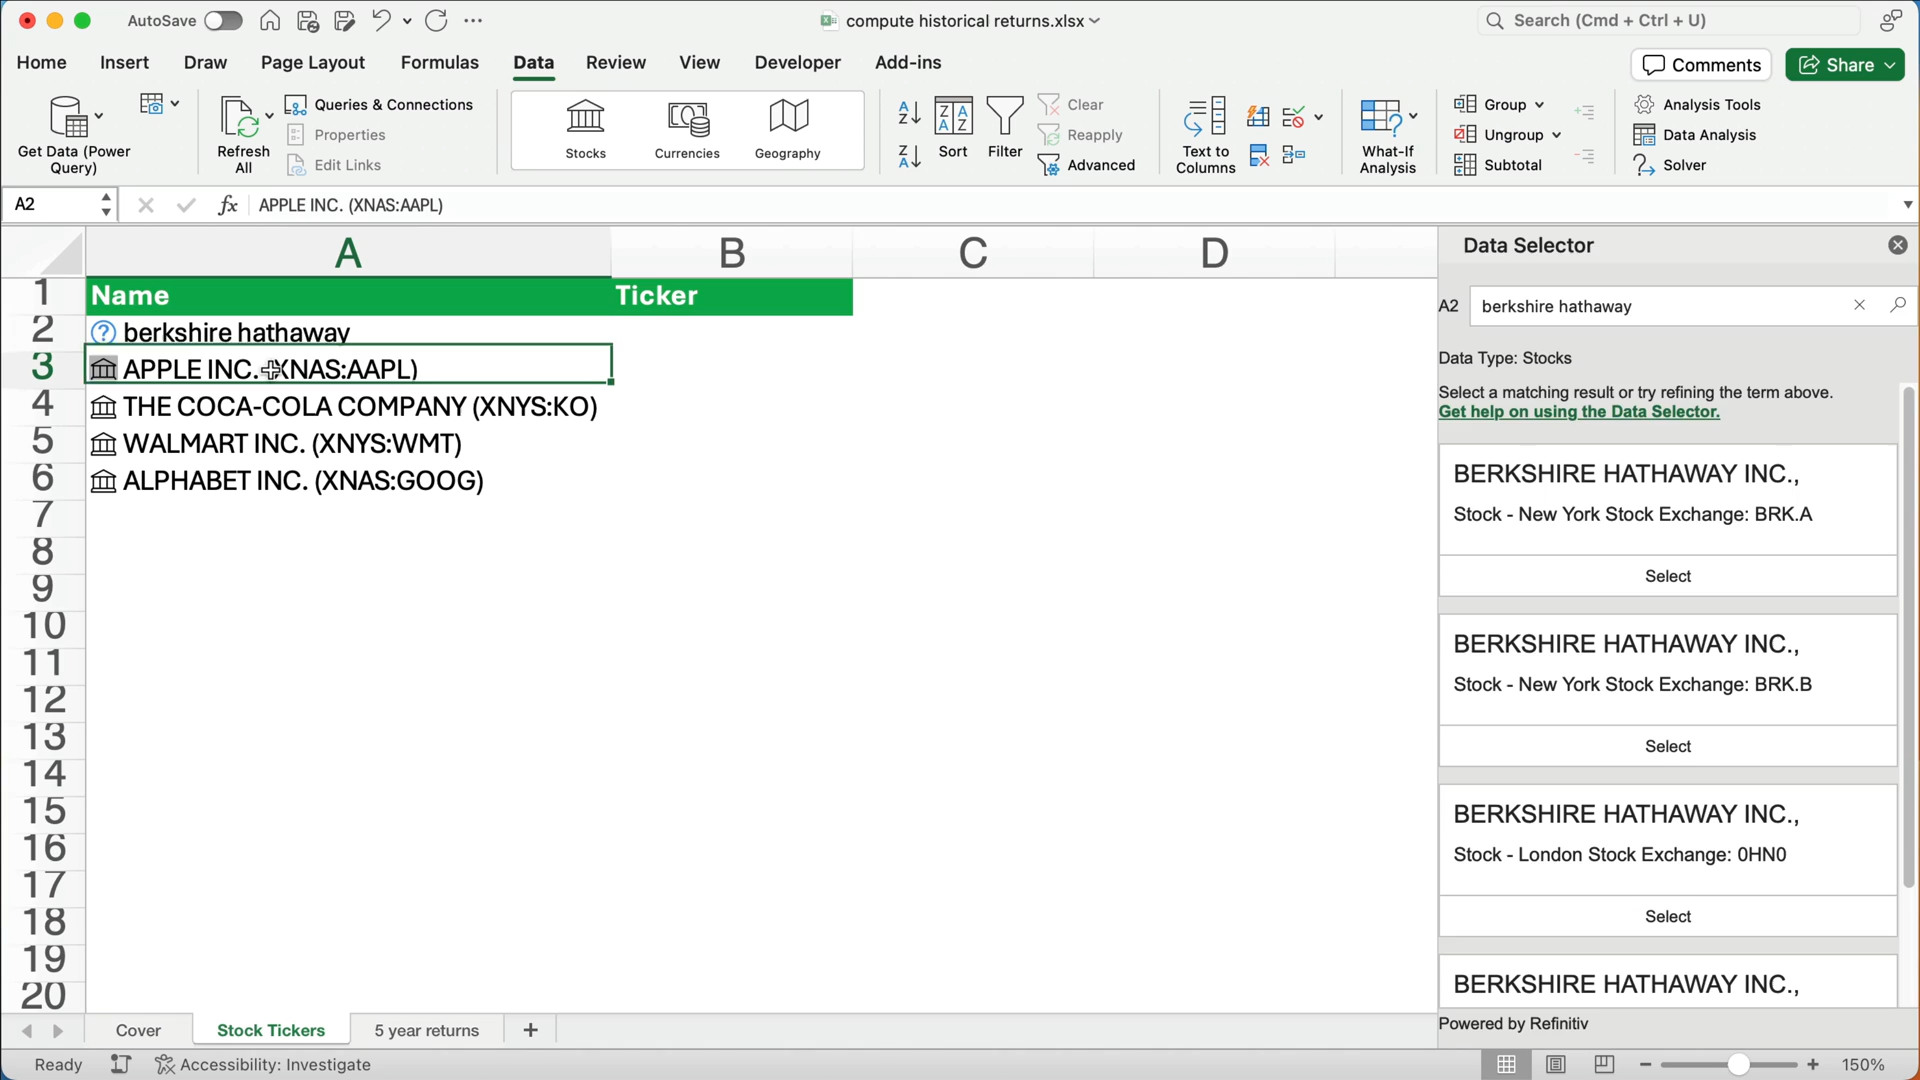 AutoSave
compute historical returns.xlsx
Search (Cmd + Ctrl + U)
Home Insert Draw Page Layout Formulas Data Review View Developer Add-ins
Comments
Share
Get Data (Power
Query)
Refresh
All
Queries & Connections
Properties
Edit Links
Stocks
Currencies
Geography
Sort
Filter
Clear
Reapply
Advanced
Text to
Columns
What-If
Analysis
Group
Ungroup
Subtotal
Analysis Tools
Data Analysis
Solver
A2
fx
APPLE INC. (XNAS:AAPL)
A B C D
1 Name Ticker
2 berkshire hathaway
3 APPLE INC. XNAS:AAPL)
4 THE COCA-COLA COMPANY (XNYS:KO)
5 WALMART INC. (XNYS:WMT)
6 ALPHABET INC. (XNAS:GOOG)
7
8
9
10
11
12
13
14
15
16
17
18
19
20
Data Selector
A2 berkshire hathaway
Data Type: Stocks
Select a matching result or try refining the term above.
Get help on using the Data Selector.
BERKSHIRE HATHAWAY INC.,
Stock - New York Stock Exchange: BRK.A
Select
BERKSHIRE HATHAWAY INC.,
Stock - New York Stock Exchange: BRK.B
Select
BERKSHIRE HATHAWAY INC.,
Stock - London Stock Exchange: 0HN0
Select
BERKSHIRE HATHAWAY INC.,
Powered by Refinitiv
Cover Stock Tickers 5 year returns +
Ready
Accessibility: Investigate
150%